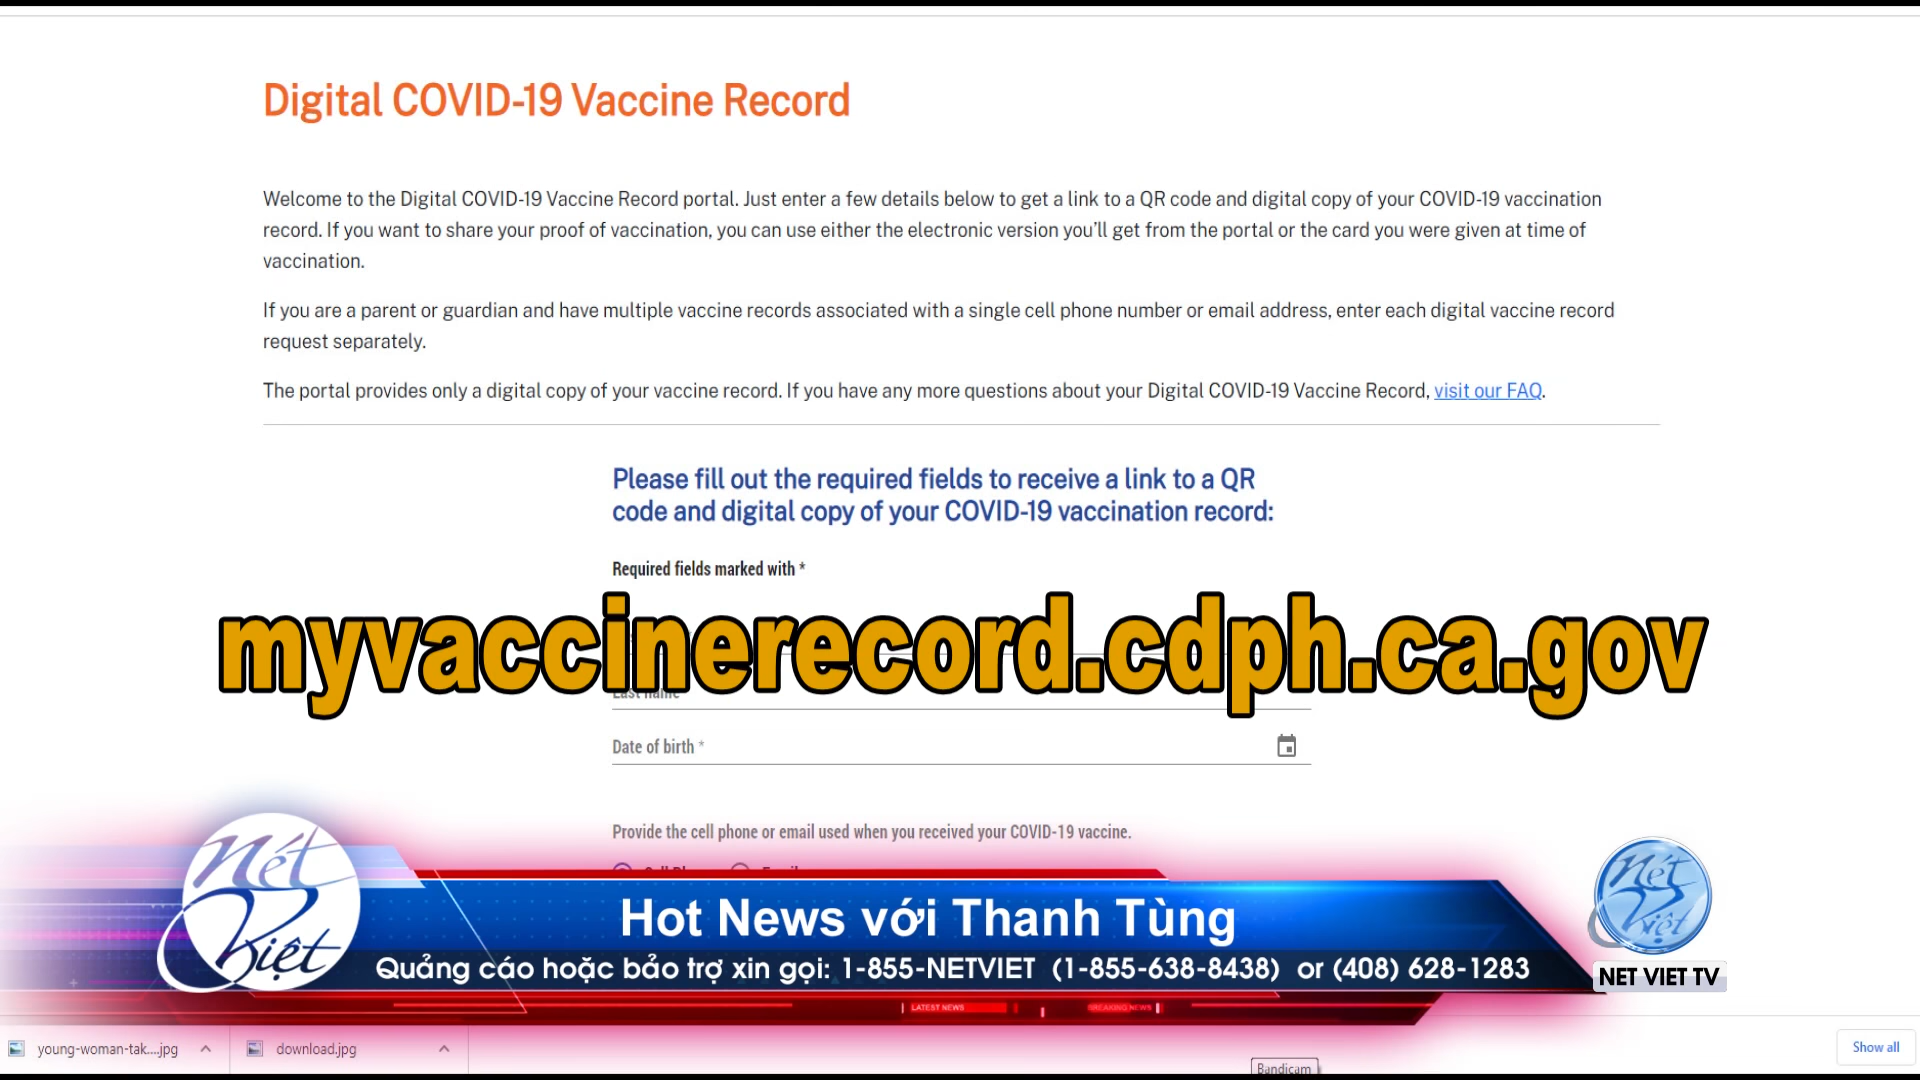 Digital COVID-19 Vaccine Record
Welcome to the Digital COVID-19 Vaccine Record portal. Just enter a few details below to get a link to a QR code and digital copy of your COVID-19 vaccination
record. If you want to share your proof of vaccination, you can use either the electronic version you'll get from the portal or the card you were given at time of
vaccination.
If you are a parent or guardian and have multiple vaccine records associated with a single cell phone number or email address, enter each digital vaccine record
request separately.
The portal provides only a digital copy of your vaccine record. If you have any more questions about your Digital COVID-19 Vaccine Record, visit our FAQ.
Please fill out the required fields to receive a link to a QR
code and digital copy of your COVID-19 vaccination record:
Required fields marked with *
myvaccinerecord.cdph.ca.gov
Last name
Date of birth *
Provide the cell phone or email used when you received your COVID-19 vaccine.
Nét
Việt
Hot News với Thanh Tùng
Quảng cáo hoặc bảo trợ xin gọi: 1-855-NETVIET (1-855-638-8438) or (408) 628-1283
Nét
Việt
NET VIET TV
LATEST NEWS
BREAKING NEWS
young-woman-tak....jpg
download.jpg
Show all
Bandicam